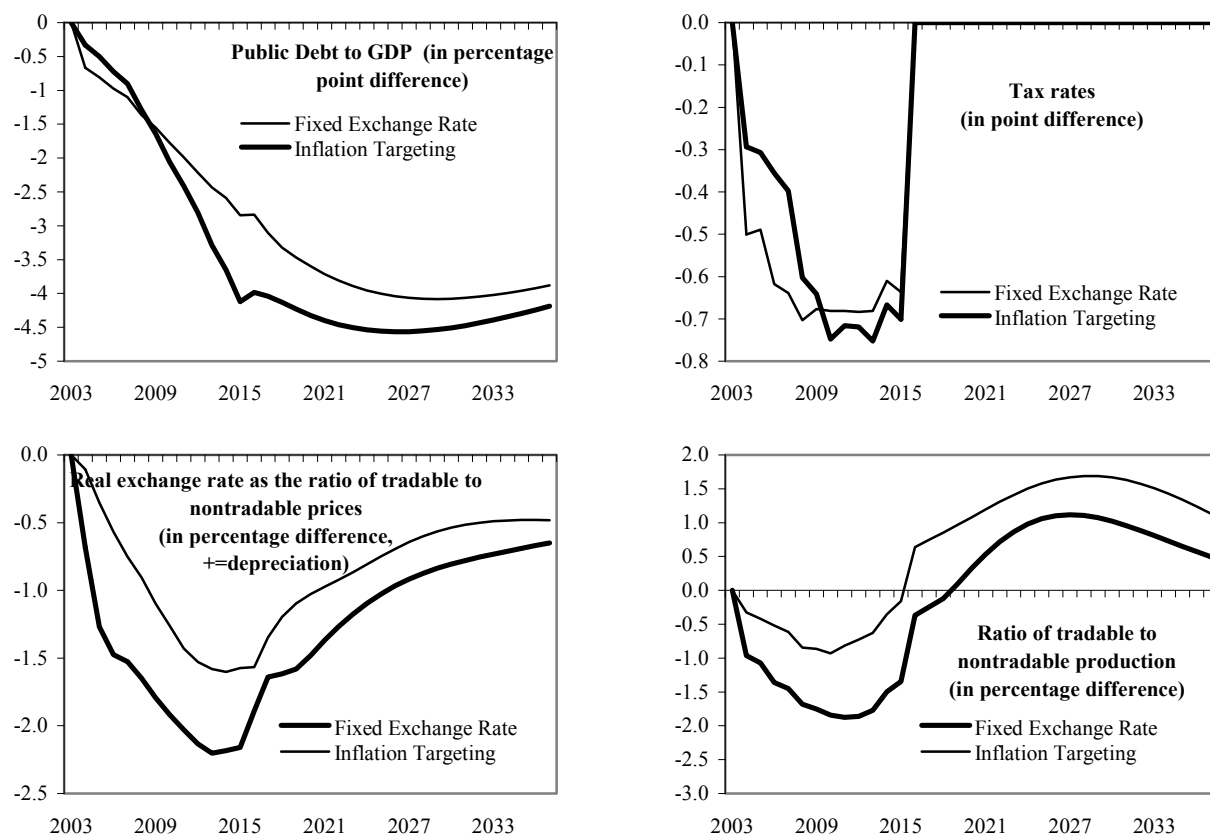 0
-0.5
-1
-1.5
-2
-2.5
-3
-3.5
-4
-4.5
-5
Public Debt to GDP (in percentage
point difference)
Fixed Exchange Rate
Inflation Targeting
2003 2009 2015 2021 2027 2033
0.0
-0.1
-0.2
-0.3
-0.4
-0.5
-0.6
-0.7
-0.8
Tax rates
(in point difference)
Fixed Exchange Rate
Inflation Targeting
2003 2009 2015 2021 2027 2033
0.0
-0.5
-1.0
-1.5
-2.0
-2.5
Real exchange rate as the ratio of tradable to
nontradable prices
(in percentage difference,
+=depreciation)
Fixed Exchange Rate
Inflation Targeting
2003 2009 2015 2021 2027 2033
2.0
1.5
1.0
0.5
0.0
-0.5
-1.0
-1.5
-2.0
-2.5
-3.0
Ratio of tradable to
nontradable production
(in percentage difference)
Fixed Exchange Rate
Inflation Targeting
2003 2009 2015 2021 2027 2033